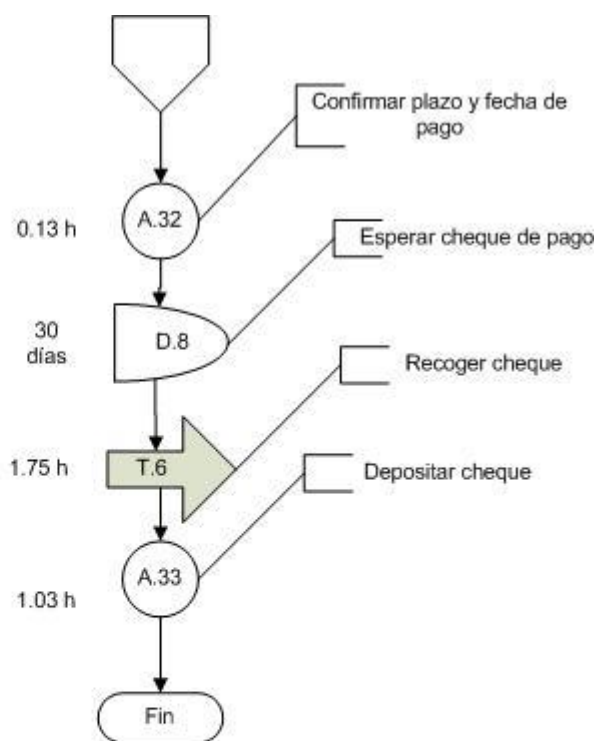 Confirmar plazo y fecha de
pago
0.13 h
A.32
Esperar cheque de pago
30
días
D.8
Recoger cheque
1.75 h
T.6
Depositar cheque
A.33
1.03 h
Fin